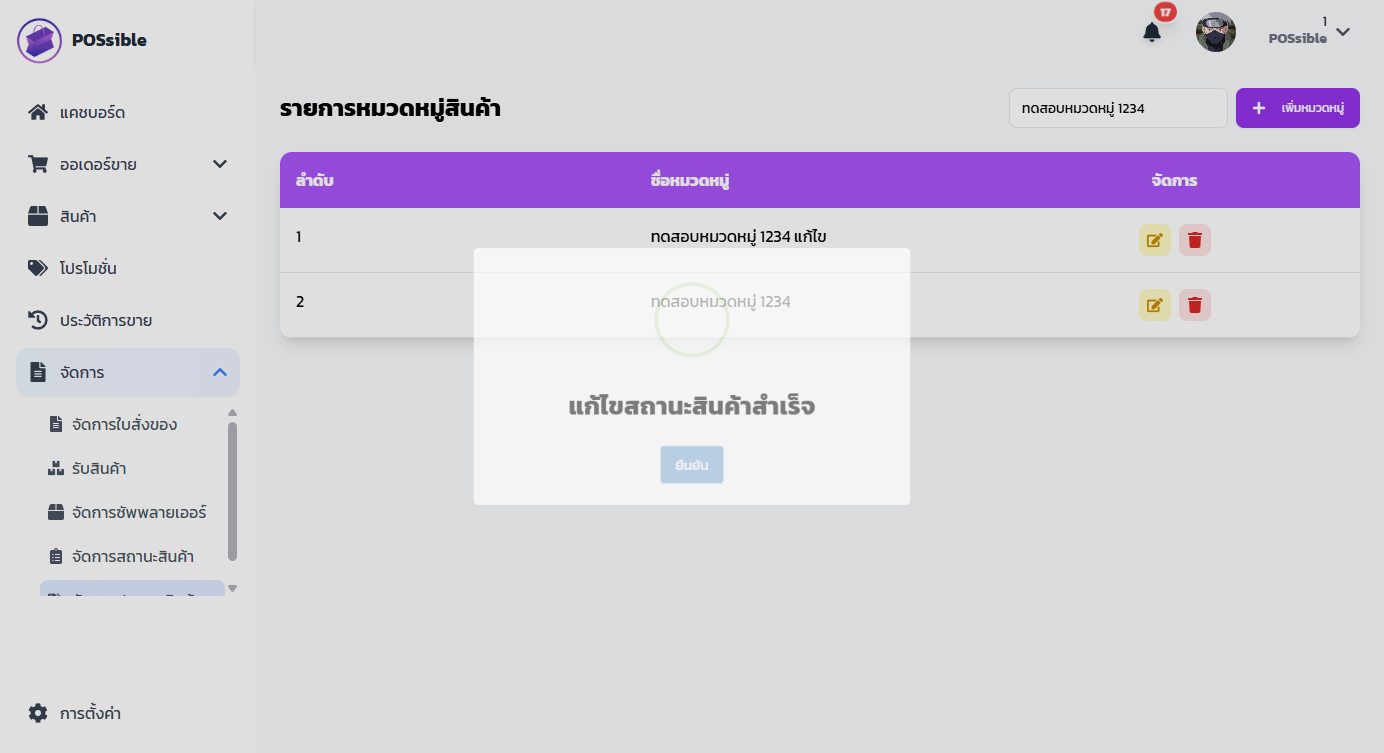 POSsible
17
1
POSsible
แคชบอร์ด
ออเดอร์ขาย
สินค้า
โปรโมชั่น
ประวัติการขาย
จัดการ
จัดการใบสั่งของ
รับสินค้า
จัดการซัพพลายเออร์
จัดการสถานะสินค้า
การตั้งค่า
รายการหมวดหมู่สินค้า
ทดสอบหมวดหมู่ 1234
เพิ่มหมวดหมู่
ลำดับ ชื่อหมวดหมู่ จัดการ
1 ทดสอบหมวดหมู่ 1234 แก้ไข
2 ทดสอบหมวดหมู่ 1234
แก้ไขสถานะสินค้าสำเร็จ
ยืนยัน